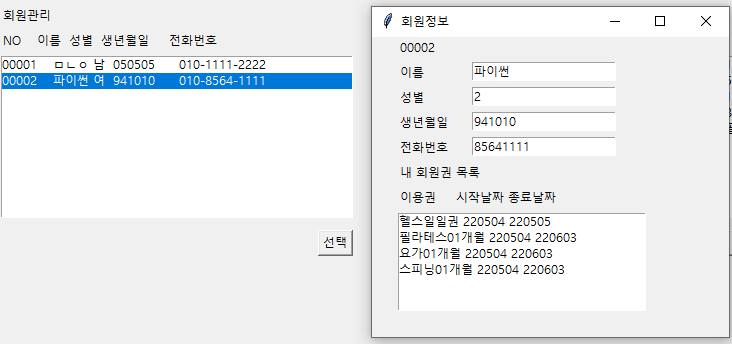 회원관리
NO 이름 성별 생년월일 전화번호
00001 ㅁㄴㅇ 남 050505 010-1111-2222
00002 파이썬 여 941010 010-8564-1111
선택
회원정보
00002
이름 파이썬
성별 2
생년월일 941010
전화번호 85641111
내 회원권 목록
이용권 시작날짜 종료날짜
헬스일일권 220504 220505
필라테스01개월 220504 220603
요가01개월 220504 220603
스피닝01개월 220504 220603